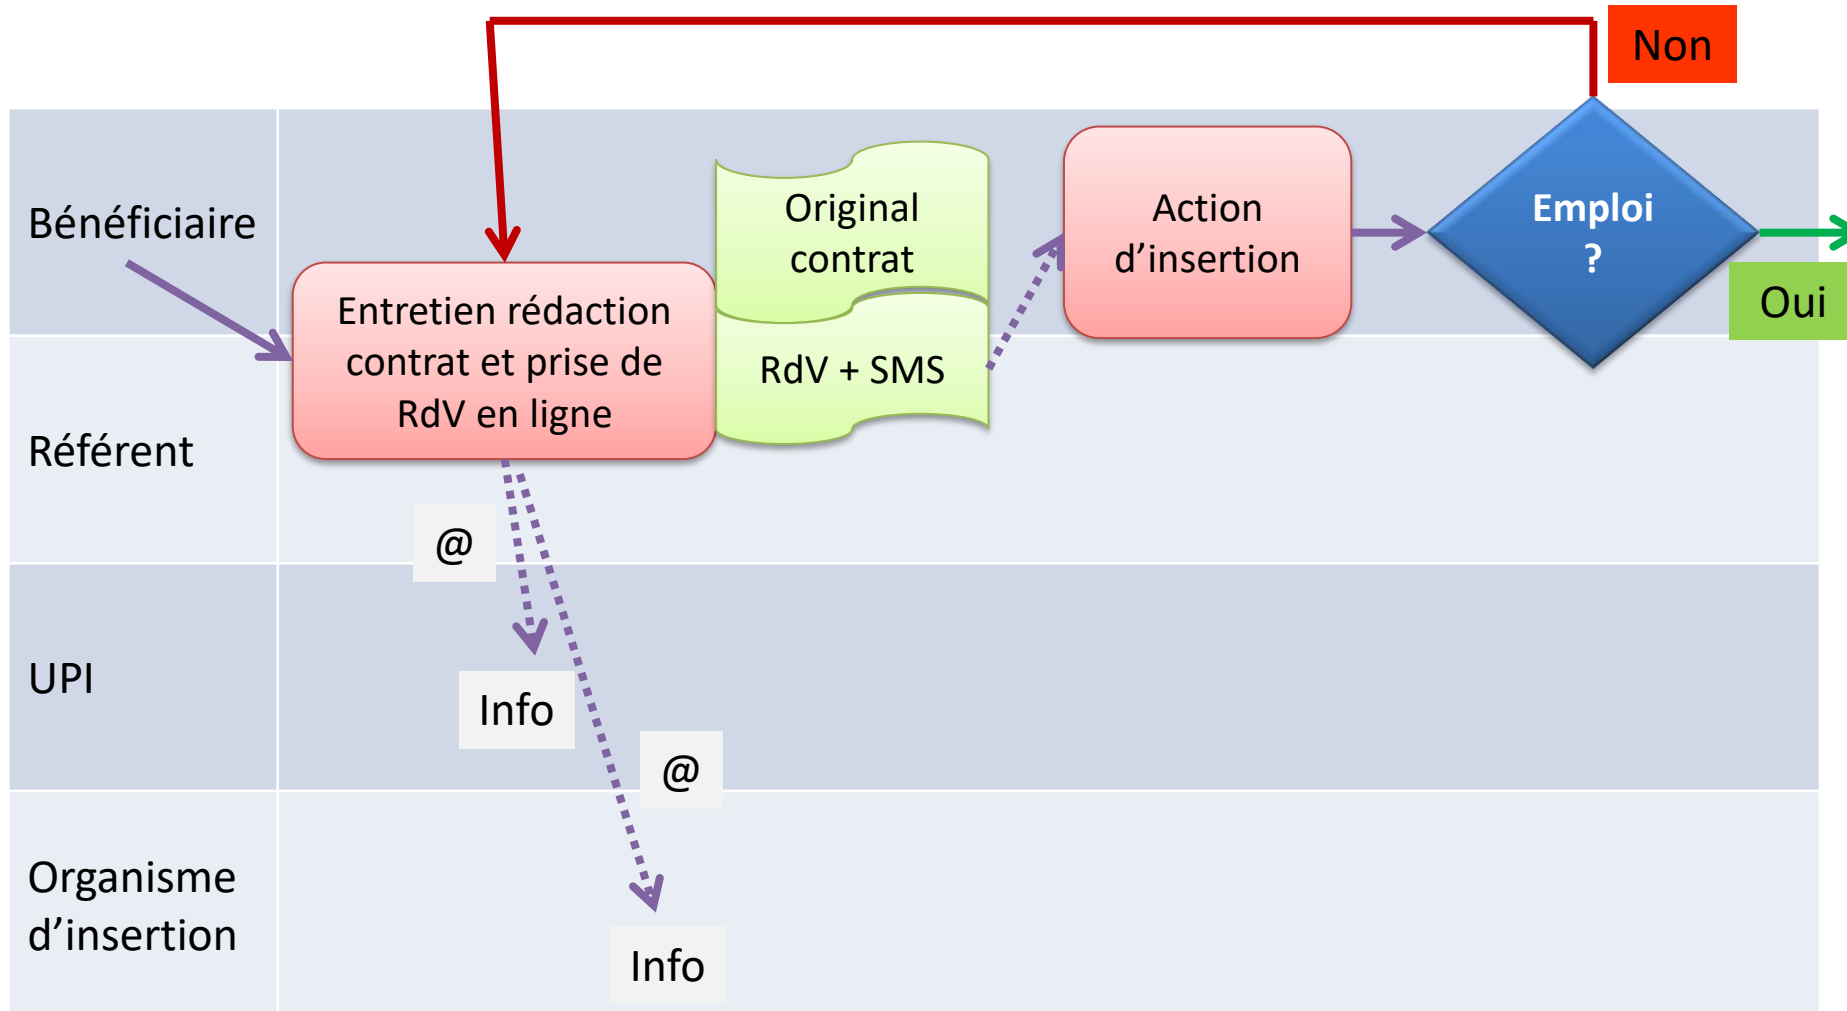 Non
Bénéficiaire
Original
contrat
Action
d’insertion
Emploi
?
Oui
Entretien rédaction
contrat et prise de
RdV en ligne
RdV + SMS
Référent
@
UPI
Info
@
Organisme
d’insertion
Info